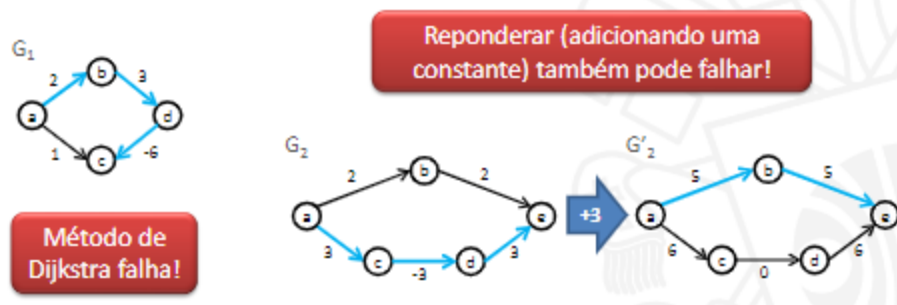 Reponderar (adicionando uma
constante) também pode falhar!
G₁
2
b
3
a
d
1
c
-6
Método de
Dijkstra falha!
G₂
2
b
2
a
e
3
c
-3
d
3
+3
G'₂
5
b
5
a
e
6
c
0
d
6